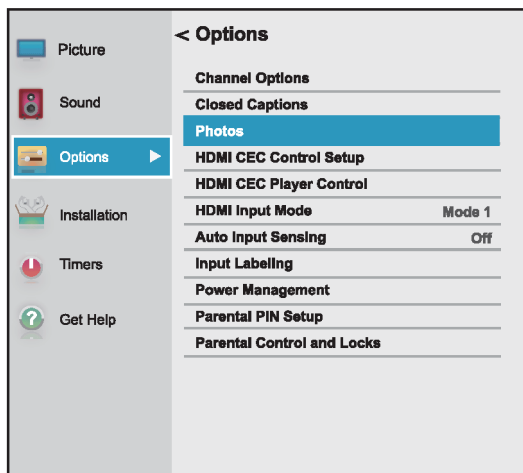 Picture
Sound
Options
Installation
Timers
Get Help
< Options
Channel Options
Closed Captions
Photos
HDMI CEC Control Setup
HDMI CEC Player Control
HDMI Input Mode Mode 1
Auto Input Sensing Off
Input Labeling
Power Management
Parental PIN Setup
Parental Control and Locks